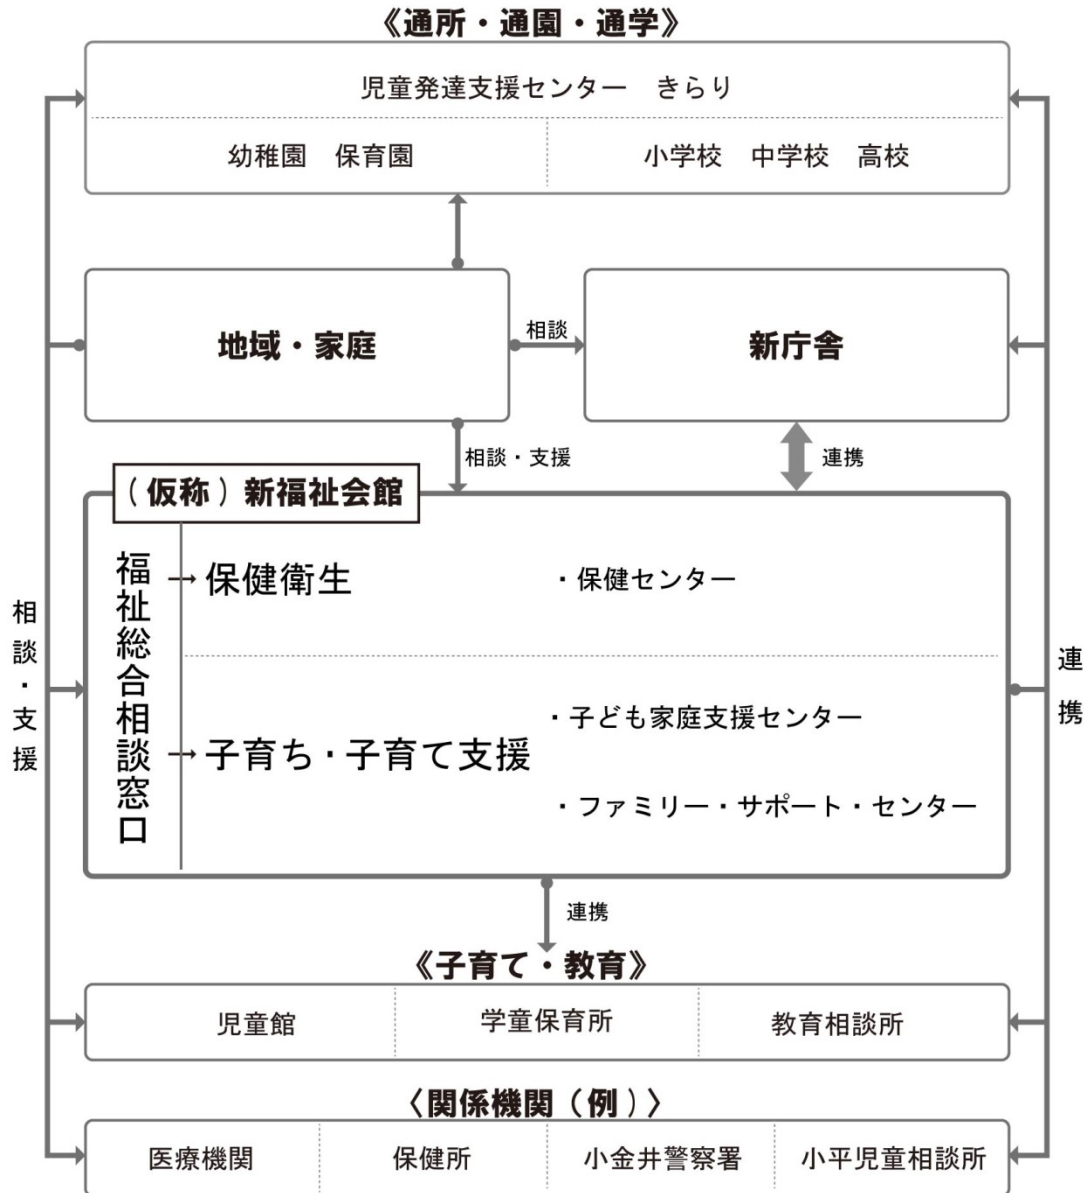 《通所・通園・通学》
児童発達支援センター　きらり
幼稚園　保育園
小学校　中学校　高校
地域・家庭
相談
新庁舎
相談・支援
連携
(仮称)新福祉会館
福祉総合相談窓口
保健衛生
・保健センター
子育ち・子育て支援
・子ども家庭支援センター
・ファミリー・サポート・センター
相談・支援
連携
連携
《子育て・教育》
児童館
学童保育所
教育相談所
〈関係機関(例)〉
医療機関
保健所
小金井警察署
小平児童相談所